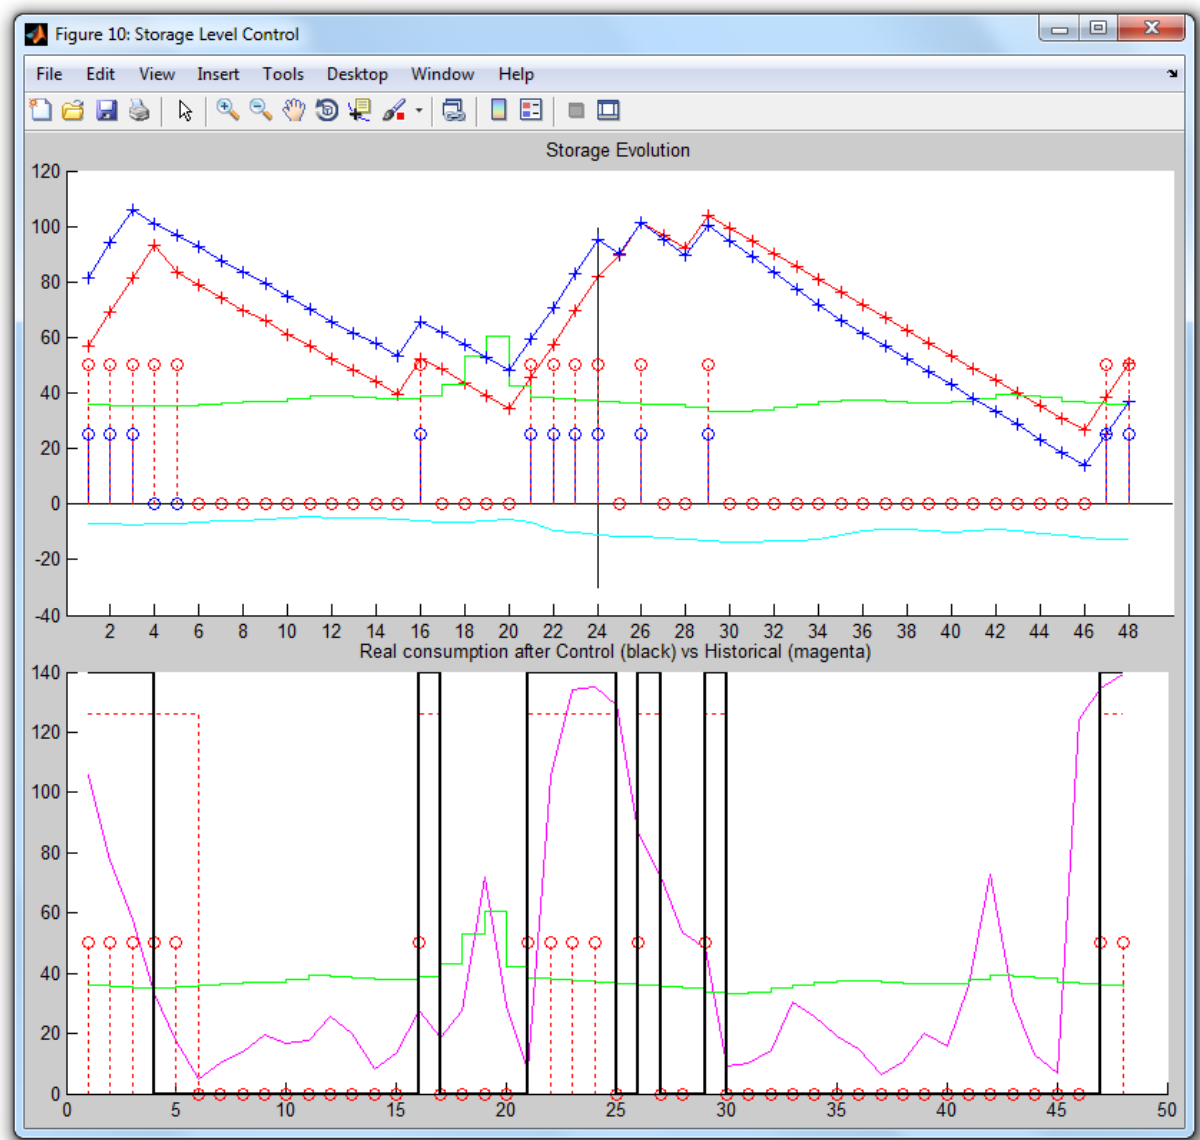 Figure 10: Storage Level Control
File Edit View Insert Tools Desktop Window Help
Storage Evolution
120
100
80
60
40
20
0
-20
-40
2 4 6 8 10 12 14 16 18 20 22 24 26 28 30 32 34 36 38 40 42 44 46 48
Real consumption after Control (black) vs Historical (magenta)
140
120
100
80
60
40
20
0
0 5 10 15 20 25 30 35 40 45 50